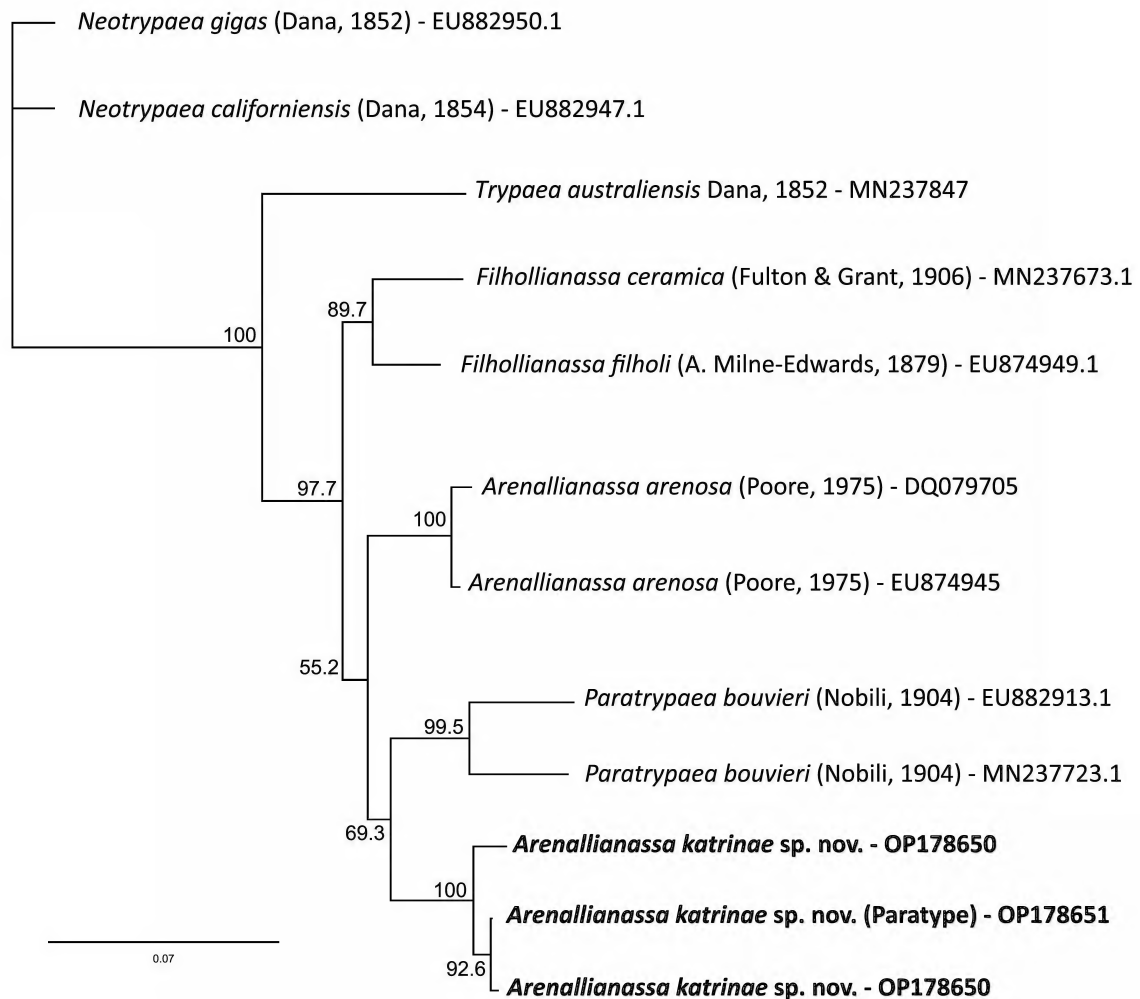 Neotrypaea gigas (Dana, 1852) - EU882950.1
Neotrypaea californiensis (Dana, 1854) - EU882947.1
Trypaea australiensis Dana, 1852 - MN237847
Filhollianassa ceramica (Fulton & Grant, 1906) - MN237673.1
89.7
100
Filhollianassa filholi (A. Milne-Edwards, 1879) - EU874949.1
97.7
Arenallianassa arenosa (Poore, 1975) - DQ079705
100
Arenallianassa arenosa (Poore, 1975) - EU874945
55.2
Paratrypaea bouvieri (Nobili, 1904) - EU882913.1
99.5
Paratrypaea bouvieri (Nobili, 1904) - MN237723.1
69.3
Arenallianassa katrinae sp. nov. - OP178650
100
Arenallianassa katrinae sp. nov. (Paratype) - OP178651
0.07
92.6
Arenallianassa katrinae sp. nov. - OP178650